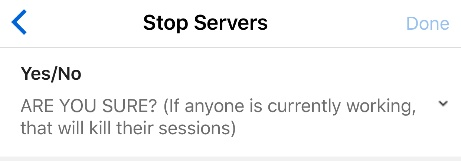 Stop Servers
Done
Yes/No
ARE YOU SURE? (If anyone is currently working,
that will kill their sessions)